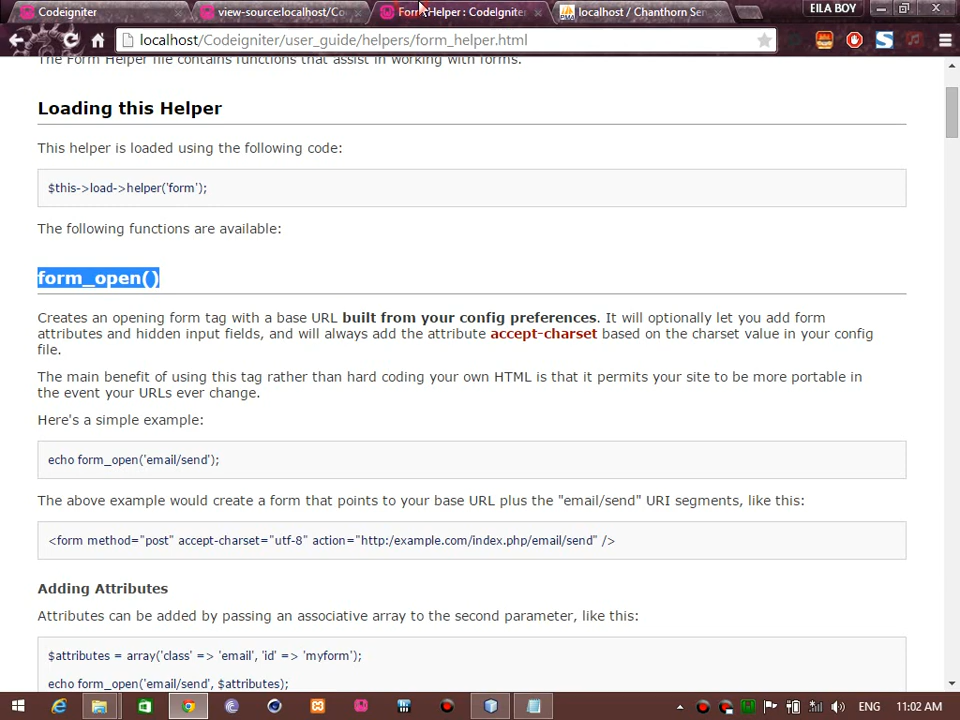 Codeigniter
view-source:localhost/Co
Form Helper : CodeIgnite
localhost / Chanthorn Se
EILA BOY
localhost/Codeigniter/user_guide/helpers/form_helper.html
The Form Helper file contains functions that assist in working with forms.
Loading this Helper
This helper is loaded using the following code:
$this->load->helper('form');
The following functions are available:
form_open()
Creates an opening form tag with a base URL built from your config preferences. It will optionally let you add form
attributes and hidden input fields, and will always add the attribute accept-charset based on the charset value in your config
file.
The main benefit of using this tag rather than hard coding your own HTML is that it permits your site to be more portable in
the event your URLs ever change.
Here's a simple example:
echo form_open('email/send');
The above example would create a form that points to your base URL plus the "email/send" URI segments, like this:
<form method="post" accept-charset="utf-8" action="http:/example.com/index.php/email/send" />
Adding Attributes
Attributes can be added by passing an associative array to the second parameter, like this:
$attributes = array('class' => 'email', 'id' => 'myform');
echo form_open('email/send', $attributes);
ENG
11:02 AM